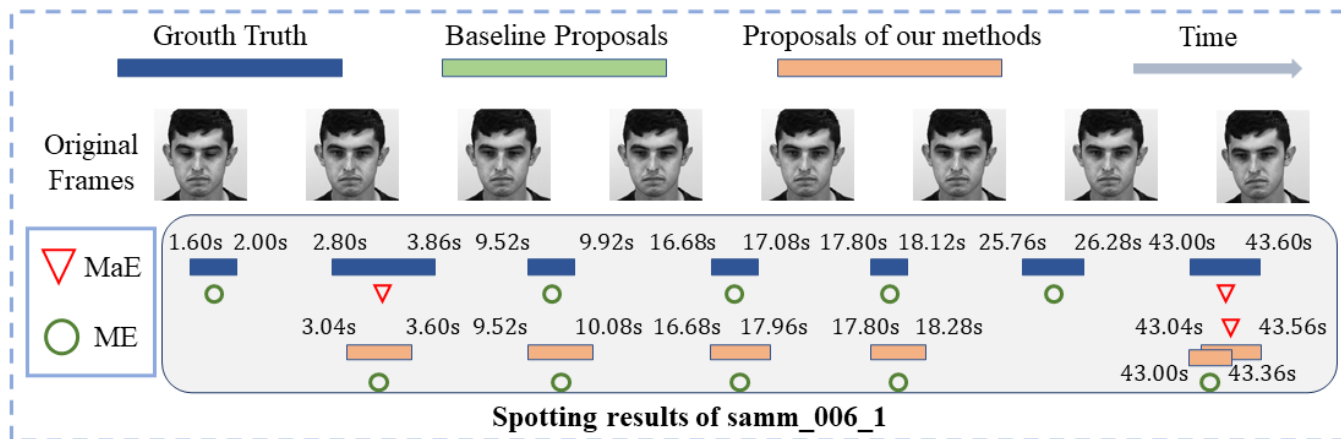 Grouth Truth Baseline Proposals Proposals of our methods Time
Original
Frames
MaE
ME
1.60s 2.00s 2.80s 3.86s 9.52s 9.92s 16.68s 17.08s 17.80s 18.12s 25.76s 26.28s 43.00s 43.60s
3.04s 3.60s 9.52s 10.08s 16.68s 17.96s 17.80s 18.28s 43.04s 43.56s
43.00s 43.36s
Spotting results of samm_006_1